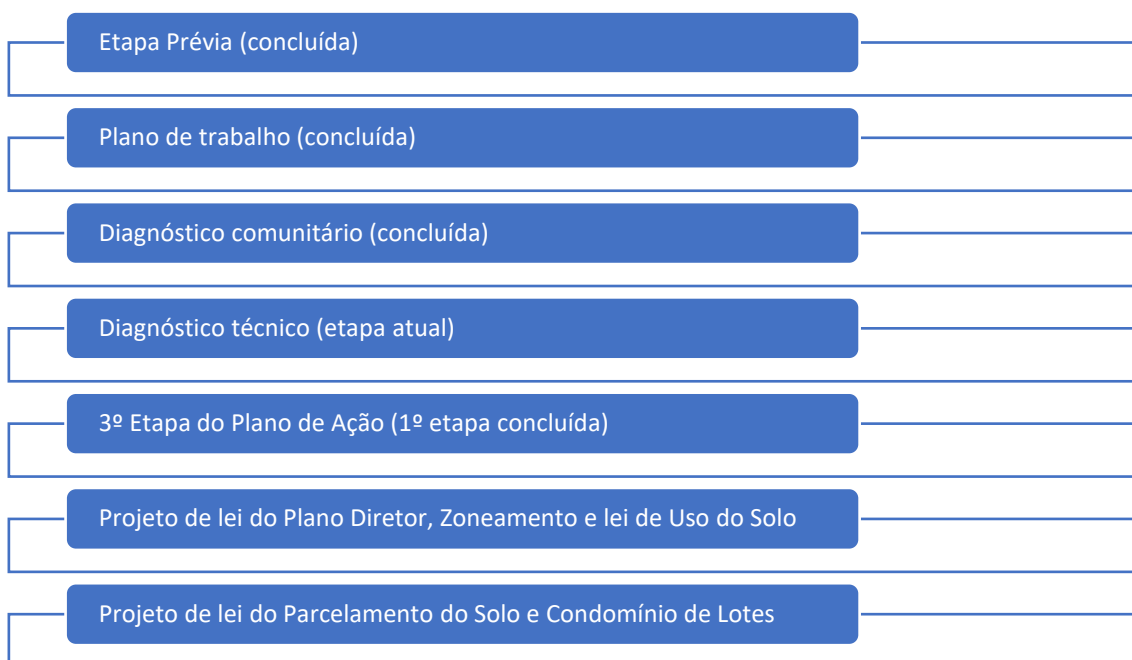 Etapa Prévia (concluída)
Plano de trabalho (concluída)
Diagnóstico comunitário (concluída)
Diagnóstico técnico (etapa atual)
3º Etapa do Plano de Ação (1º etapa concluída)
Projeto de lei do Plano Diretor, Zoneamento e lei de Uso do Solo
Projeto de lei do Parcelamento do Solo e Condomínio de Lotes